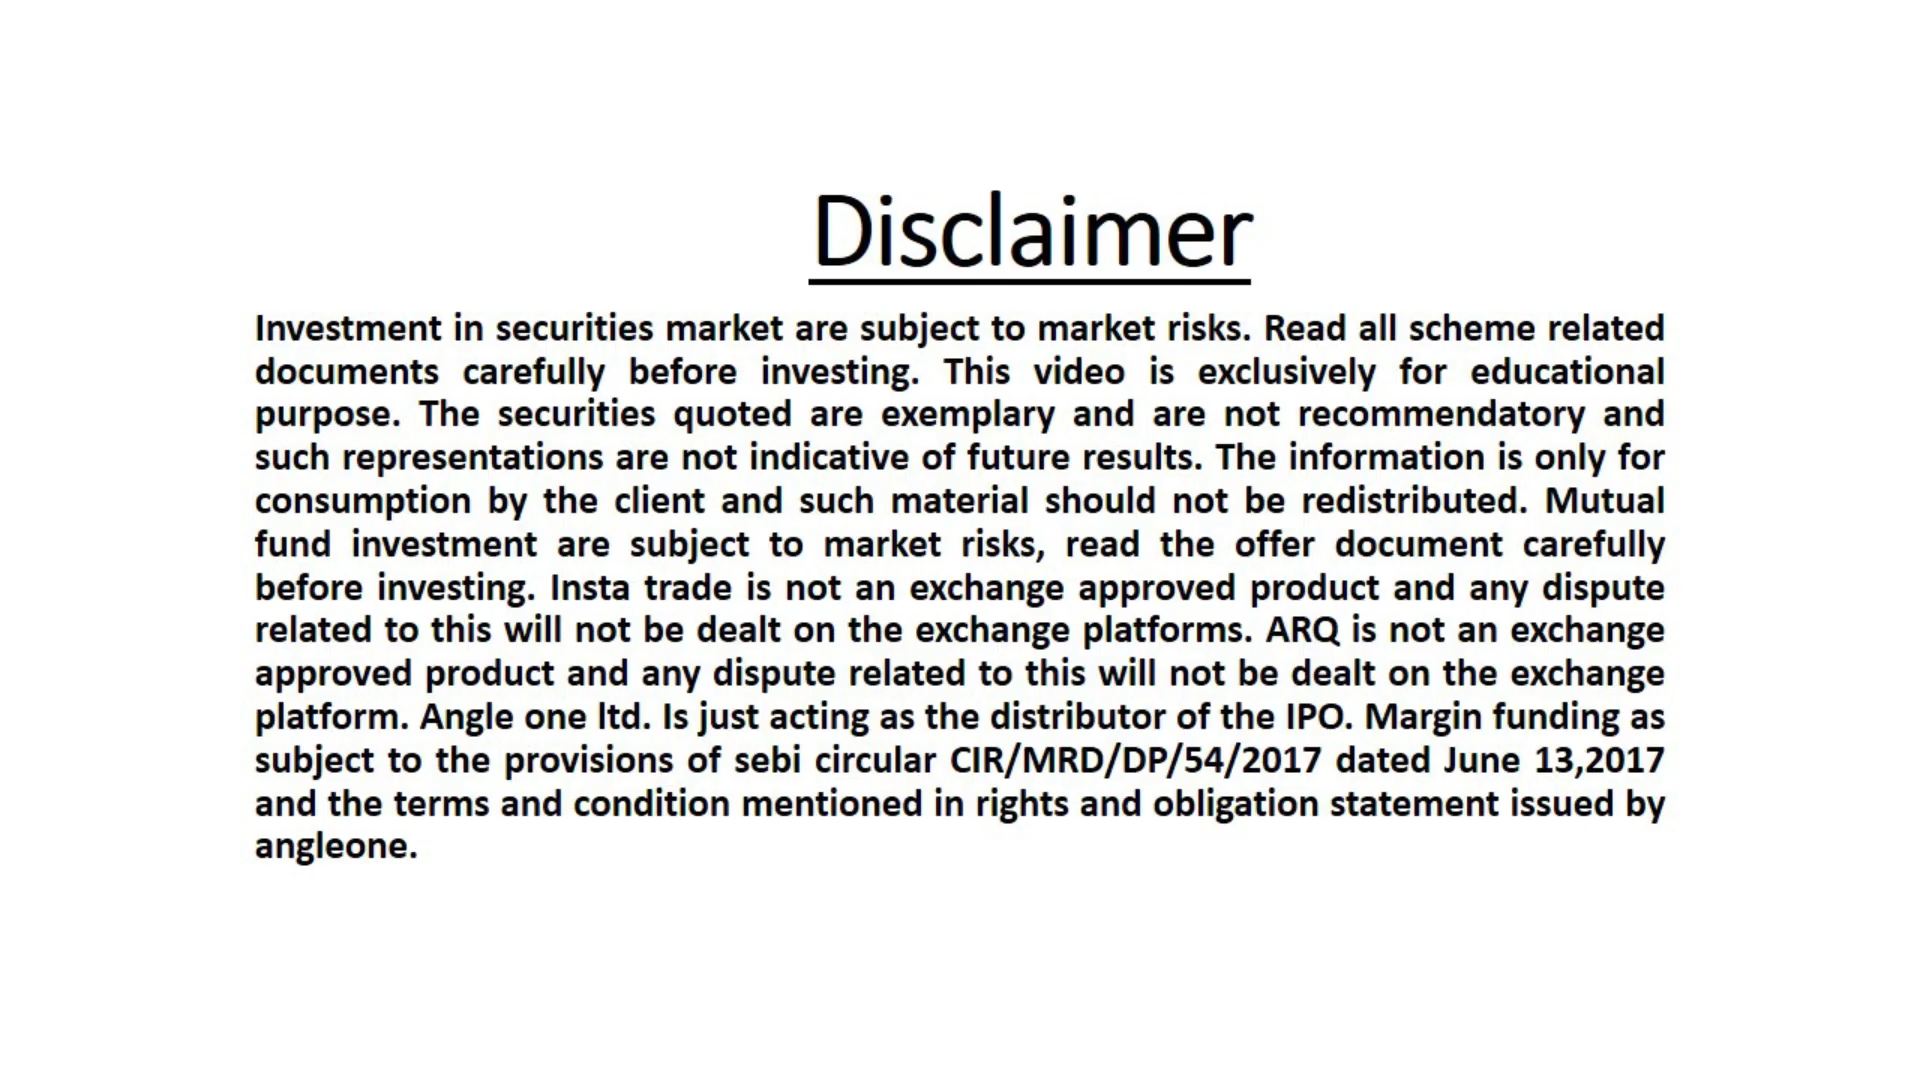 Disclaimer
Investment in securities market are subject to market risks. Read all scheme related
documents carefully before investing. This video is exclusively for educational
purpose. The securities quoted are exemplary and are not recommendatory and
such representations are not indicative of future results. The information is only for
consumption by the client and such material should not be redistributed. Mutual
fund investment are subject to market risks, read the offer document carefully
before investing. Insta trade is not an exchange approved product and any dispute
related to this will not be dealt on the exchange platforms. ARQ is not an exchange
approved product and any dispute related to this will not be dealt on the exchange
platform. Angle one ltd. Is just acting as the distributor of the IPO. Margin funding as
subject to the provisions of sebi circular CIR/MRD/DP/54/2017 dated June 13,2017
and the terms and condition mentioned in rights and obligation statement issued by
angleone.